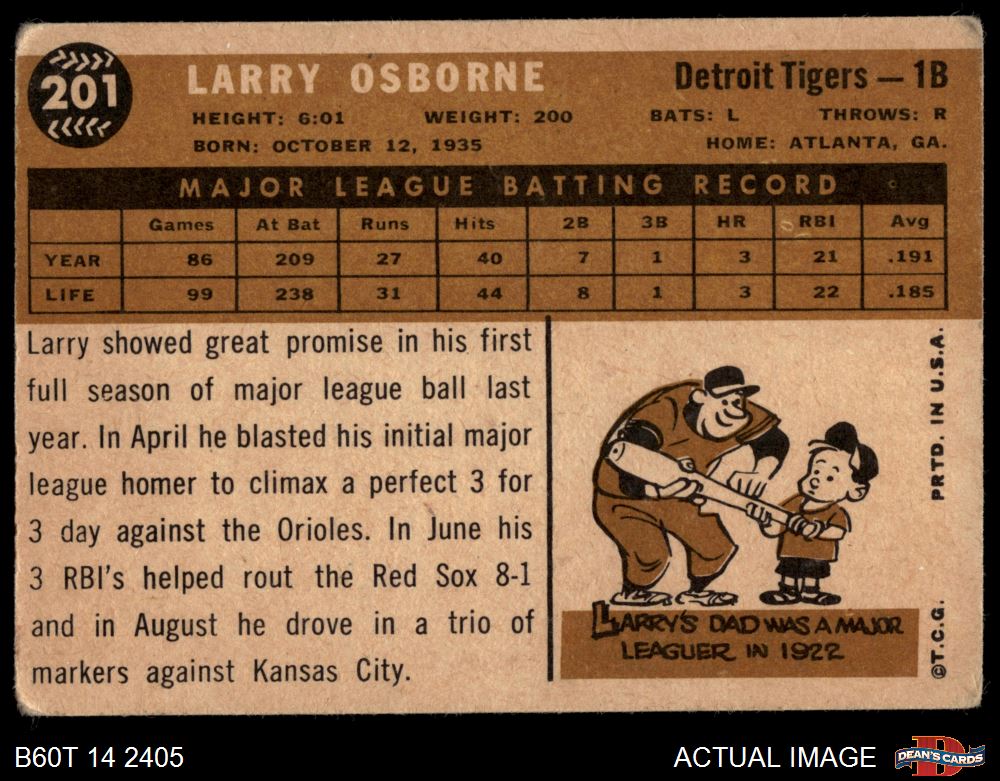 201
LARRY OSBORNE
Detroit Tigers — 1B
HEIGHT: 6:01 WEIGHT: 200 BATS: L THROWS: R
BORN: OCTOBER 12, 1935 HOME: ATLANTA, GA.
MAJOR LEAGUE BATTING RECORD
Games At Bat Runs Hits 2B 3B HR RBI Avg
YEAR 86 209 27 40 7 1 3 21 .191
LIFE 99 238 31 44 8 1 3 22 .185
Larry showed great promise in his first
full season of major league ball last
year. In April he blasted his initial major
league homer to climax a perfect 3 for
3 day against the Orioles. In June his
3 RBI's helped rout the Red Sox 8-1
and in August he drove in a trio of
markers against Kansas City.
LARRY'S DAD WAS A MAJOR
LEAGUER IN 1922
©T.C.G. PRTD. IN U.S.A.
B60T 14 2405
ACTUAL IMAGE
D
DEAN'S CARDS